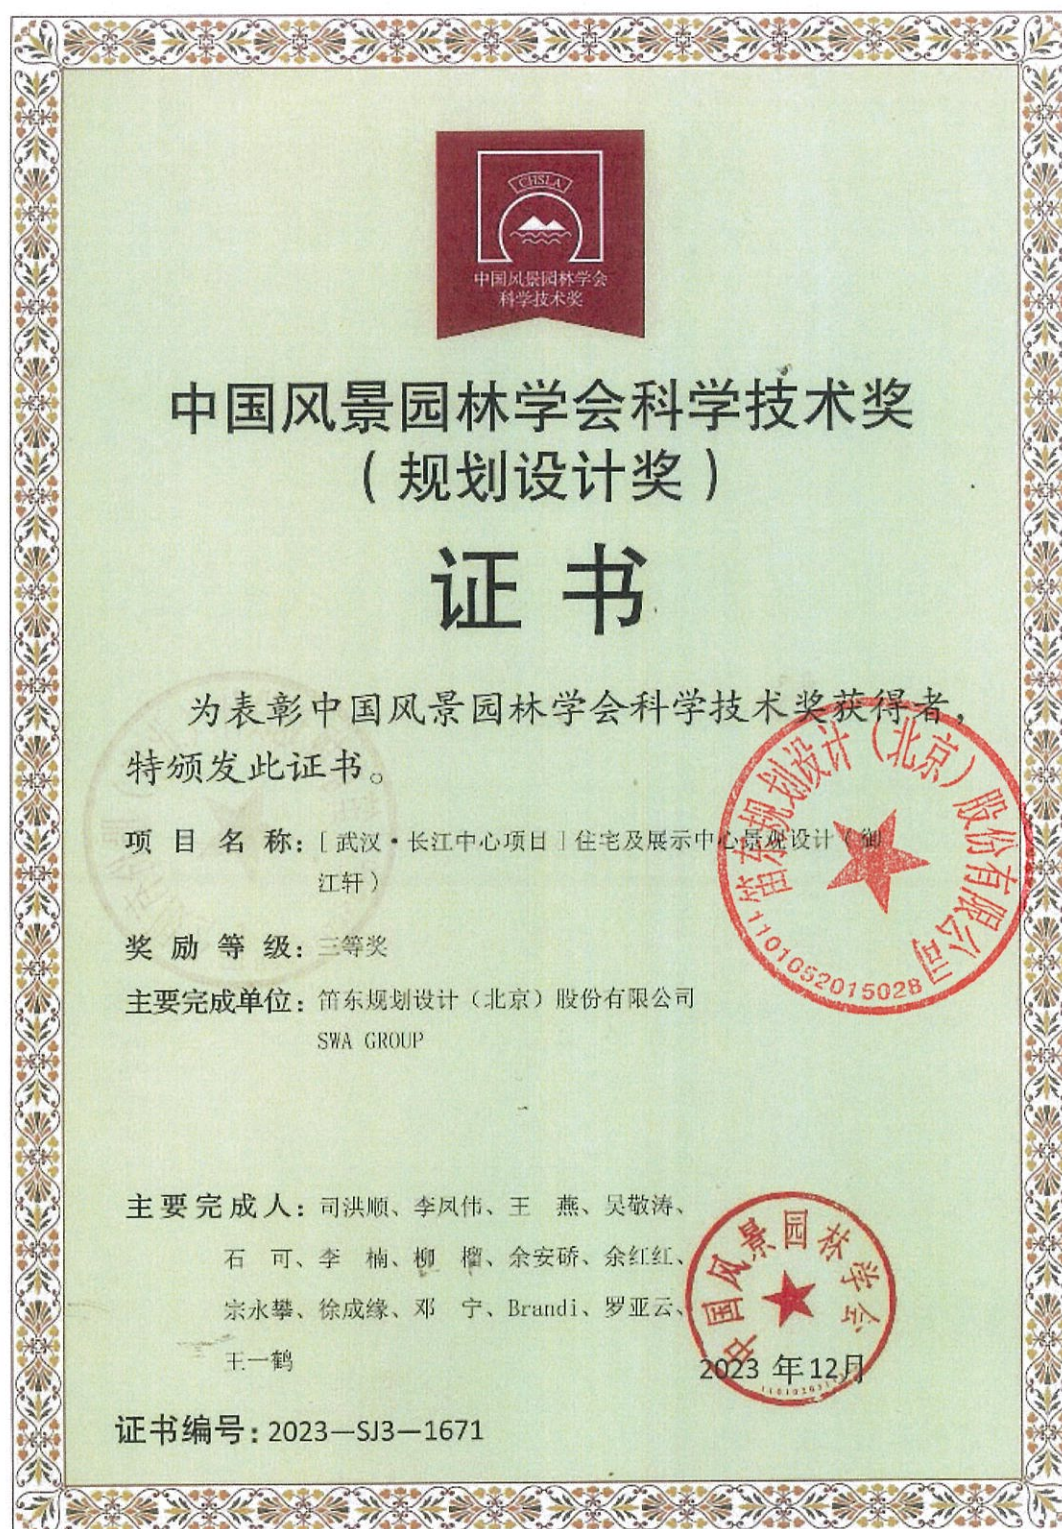 CHSLA
中国风景园林学会
科学技术奖
中国风景园林学会科学技术奖
（规划设计奖）
证书
为表彰中国风景园林学会科学技术奖获得者，
特颁发此证书。
项目名称：[武汉·长江中心项目]住宅及展示中心景观设计（御
江轩）
奖励等级：三等奖
主要完成单位：笛东规划设计（北京）股份有限公司
SWA GROUP
笛东规划设计（北京）股份有限公司
1101052015028
主要完成人：司洪顺、李凤伟、王　燕、吴敬涛、
石　可、李　楠、柳　榴、余安硚、余红红、
宗永攀、徐成缘、邓　宁、Brandi、罗亚云、
王一鹤
中国风景园林学会
2023 年12月
证书编号：2023—SJ3—1671